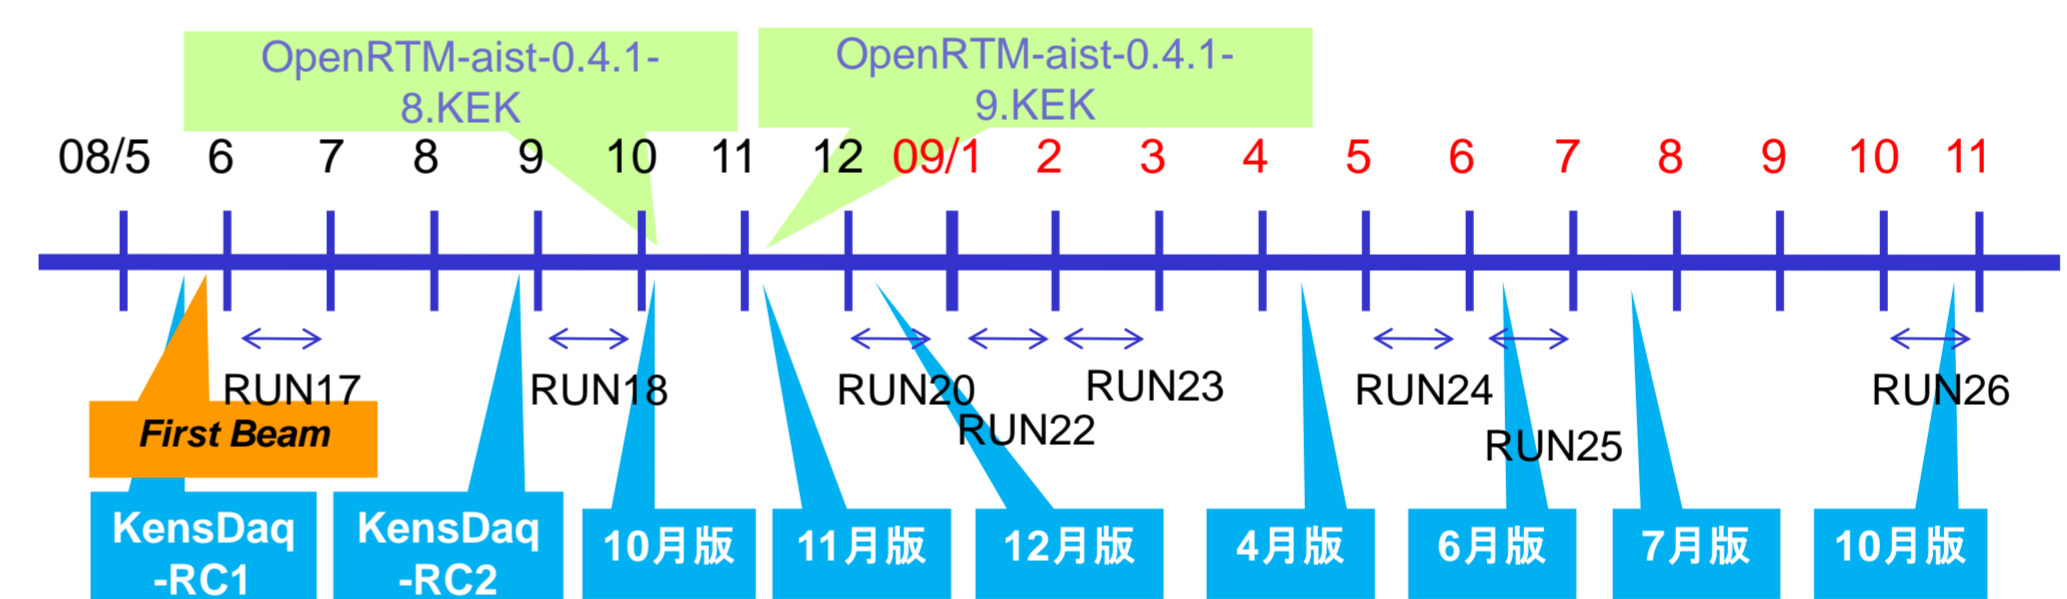 OpenRTM-aist-0.4.1-
8.KEK
OpenRTM-aist-0.4.1-
9.KEK
08/5 6 7 8 9 10 11 12 09/1 2 3 4 5 6 7 8 9 10 11
RUN17 RUN18 RUN20 RUN23 RUN24 RUN26
RUN22 RUN25
First Beam
KensDaq
-RC1
KensDaq
-RC2
10月版
11月版
12月版
4月版
6月版
7月版
10月版